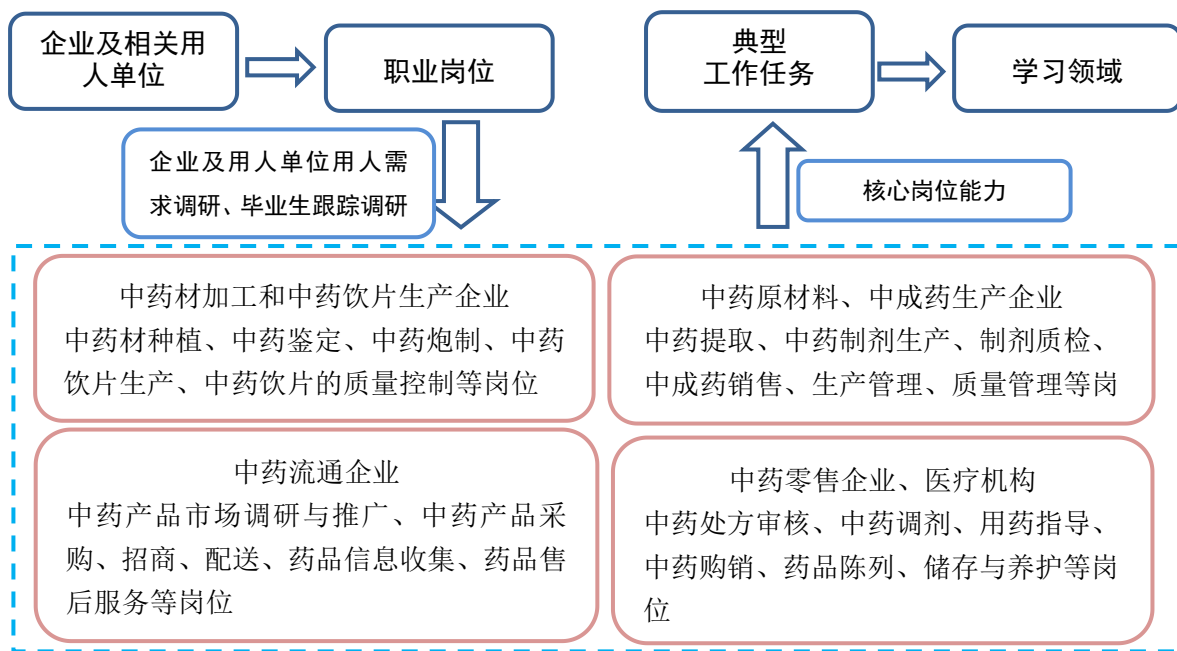 企业及相关用
人单位
职业岗位
典型
工作任务
学习领域
企业及用人单位用人需
求调研、毕业生跟踪调研
核心岗位能力
中药材加工和中药饮片生产企业
中药材种植、中药鉴定、中药炮制、中药
饮片生产、中药饮片的质量控制等岗位
中药原材料、中成药生产企业
中药提取、中药制剂生产、制剂质检、
中成药销售、生产管理、质量管理等岗
中药流通企业
中药产品市场调研与推广、中药产品采
购、招商、配送、药品信息收集、药品售
后服务等岗位
中药零售企业、医疗机构
中药处方审核、中药调剂、用药指导、
中药购销、药品陈列、储存与养护等岗
位